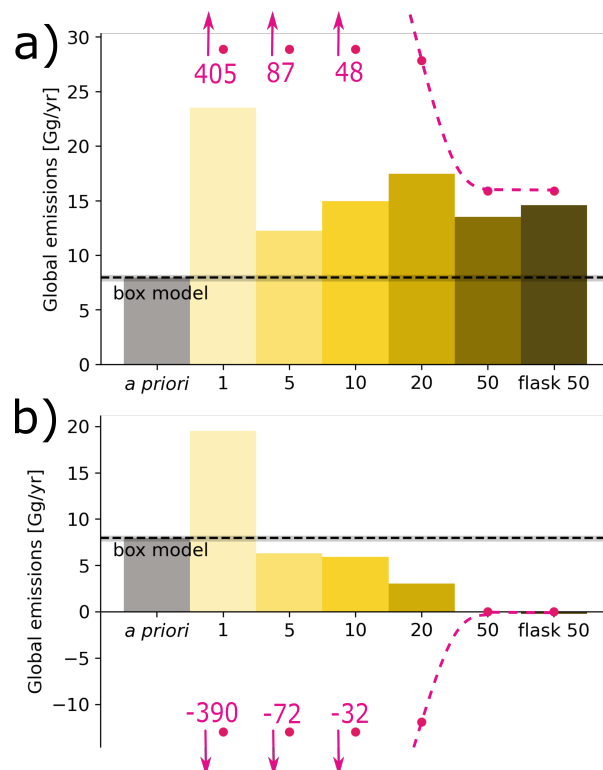 a)
Global emissions [Gg/yr]
30
25
20
15
10
5
0
405 87 48
box model
a priori 1 5 10 20 50 flask 50
b)
Global emissions [Gg/yr]
20
15
10
5
0
−5
−10
box model
a priori 1 5 10 20 50 flask 50
-390 -72 -32